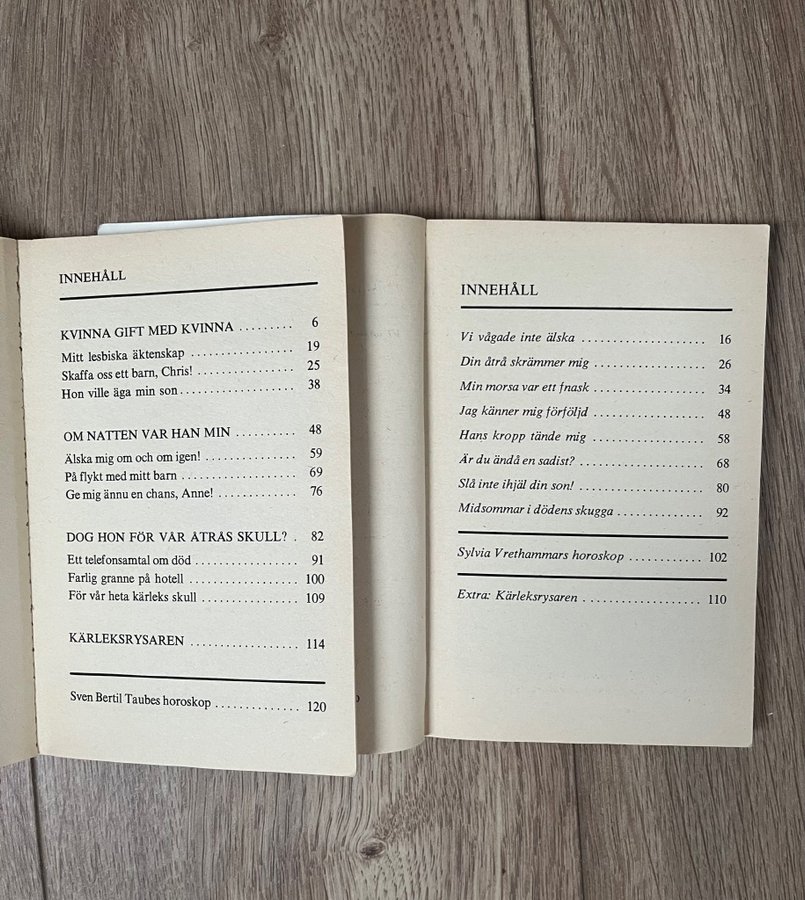 INNEHÅLL
KVINNA GIFT MED KVINNA ......... 6
Mitt lesbiska äktenskap ................. 19
Skaffa oss ett barn, Chris! ................ 25
Hon ville äga min son ................... 38
OM NATTEN VAR HAN MIN .......... 48
Älska mig om och om igen! .............. 59
På flykt med mitt barn ................... 69
Ge mig ännu en chans, Anne! ............ 76
DOG HON FÖR VÅR ÅTRÅS SKULL? . 82
Ett telefonsamtal om död ................ 91
Farlig granne på hotell .................. 100
För vår heta kärleks skull ................ 109
KÄRLEKSRYSAREN .................. 114
Sven Bertil Taubes horoskop .............. 120
INNEHÅLL
Vi vågade inte älska ..................... 16
Din åtrå skrämmer mig ................... 26
Min morsa var ett fnask ................... 34
Jag känner mig förföljd ................... 48
Hans kropp tände mig ................... 58
Är du ändå en sadist? ..................... 68
Slå inte ihjäl din son! ..................... 80
Midsommar i dödens skugga .............. 92
Sylvia Vrethammars horoskop ............ 102
Extra: Kärleksrysaren .................... 110